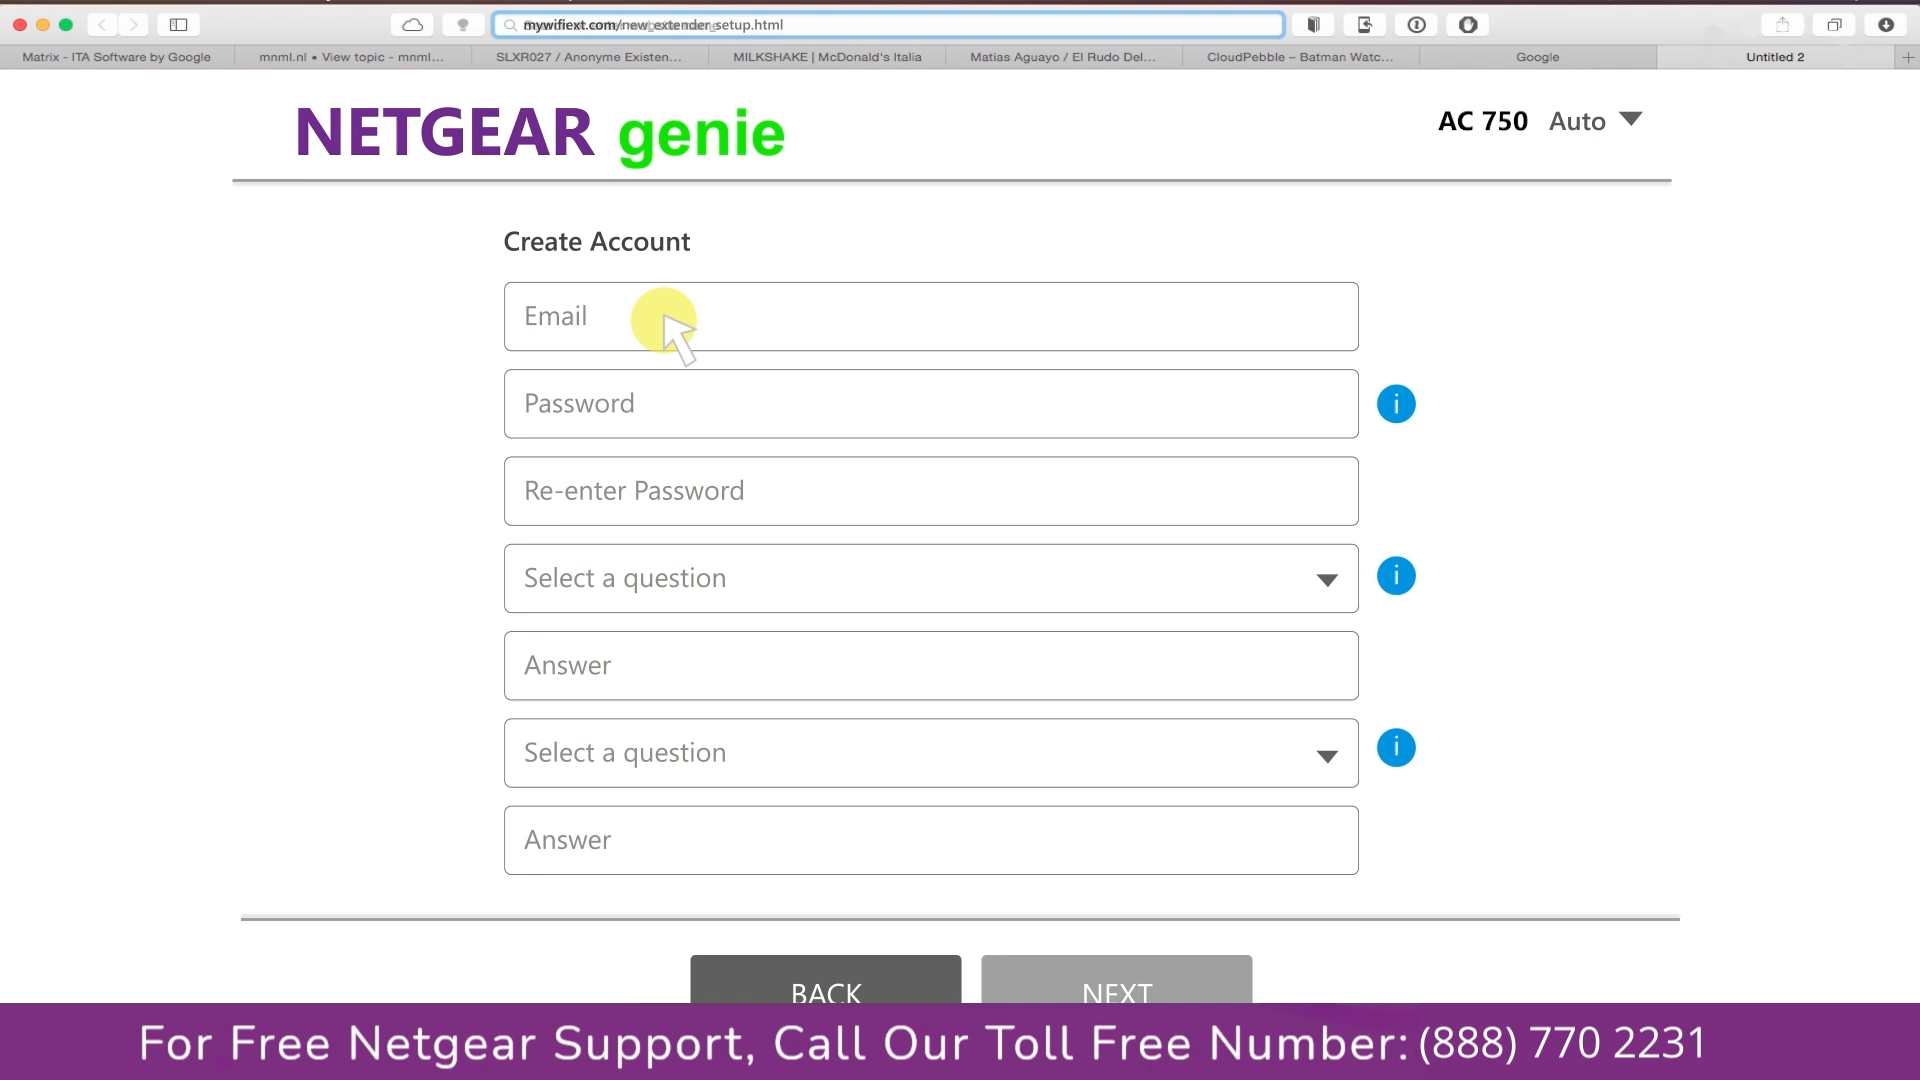 mywifiext.com/new_extender_setup.html
Matrix - ITA Software by Google
mnml.nl • View topic - mnml...
SLXR027 / Anonyme Existen...
MILKSHAKE | McDonald's Italia
Matias Aguayo / El Rudo Del...
CloudPebble – Batman Watc...
Google
Untitled 2
NETGEAR genie
AC 750 Auto
Create Account
Email
Password
Re-enter Password
Select a question
Answer
Select a question
Answer
BACK
NEXT
For Free Netgear Support, Call Our Toll Free Number: (888) 770 2231